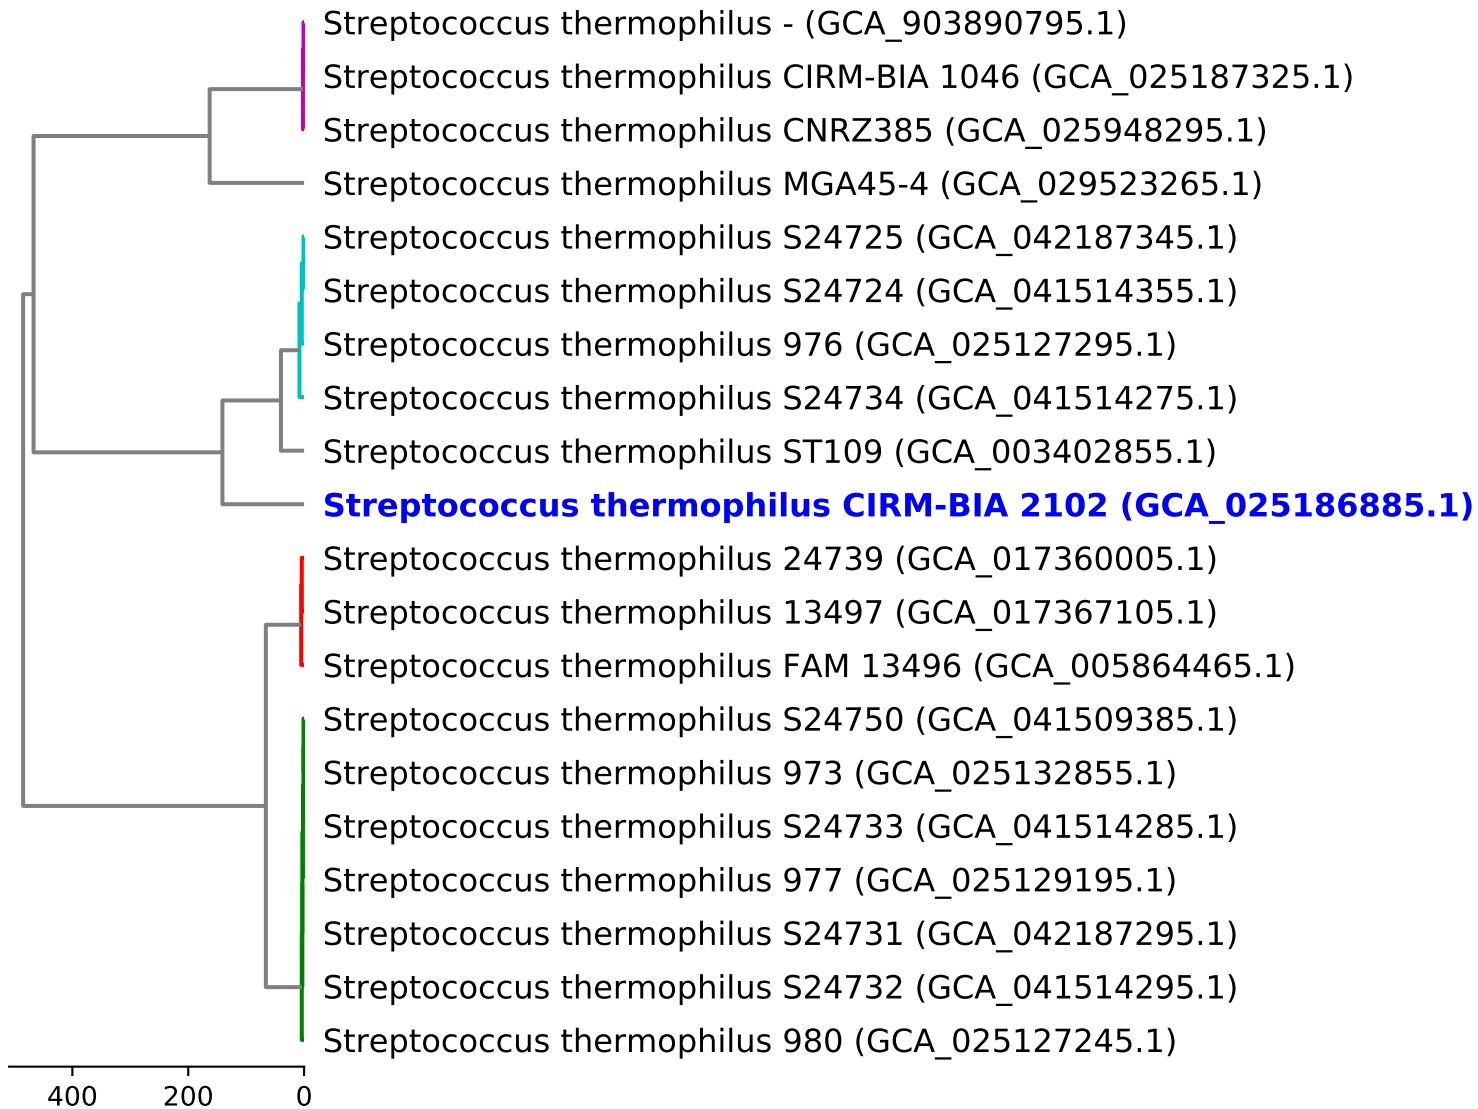 Streptococcus thermophilus - (GCA_903890795.1)
Streptococcus thermophilus CIRM-BIA 1046 (GCA_025187325.1)
Streptococcus thermophilus CNRZ385 (GCA_025948295.1)
Streptococcus thermophilus MGA45-4 (GCA_029523265.1)
Streptococcus thermophilus S24725 (GCA_042187345.1)
Streptococcus thermophilus S24724 (GCA_041514355.1)
Streptococcus thermophilus 976 (GCA_025127295.1)
Streptococcus thermophilus S24734 (GCA_041514275.1)
Streptococcus thermophilus ST109 (GCA_003402855.1)
Streptococcus thermophilus CIRM-BIA 2102 (GCA_025186885.1)
Streptococcus thermophilus 24739 (GCA_017360005.1)
Streptococcus thermophilus 13497 (GCA_017367105.1)
Streptococcus thermophilus FAM 13496 (GCA_005864465.1)
Streptococcus thermophilus S24750 (GCA_041509385.1)
Streptococcus thermophilus 973 (GCA_025132855.1)
Streptococcus thermophilus S24733 (GCA_041514285.1)
Streptococcus thermophilus 977 (GCA_025129195.1)
Streptococcus thermophilus S24731 (GCA_042187295.1)
Streptococcus thermophilus S24732 (GCA_041514295.1)
Streptococcus thermophilus 980 (GCA_025127245.1)
400 200 0